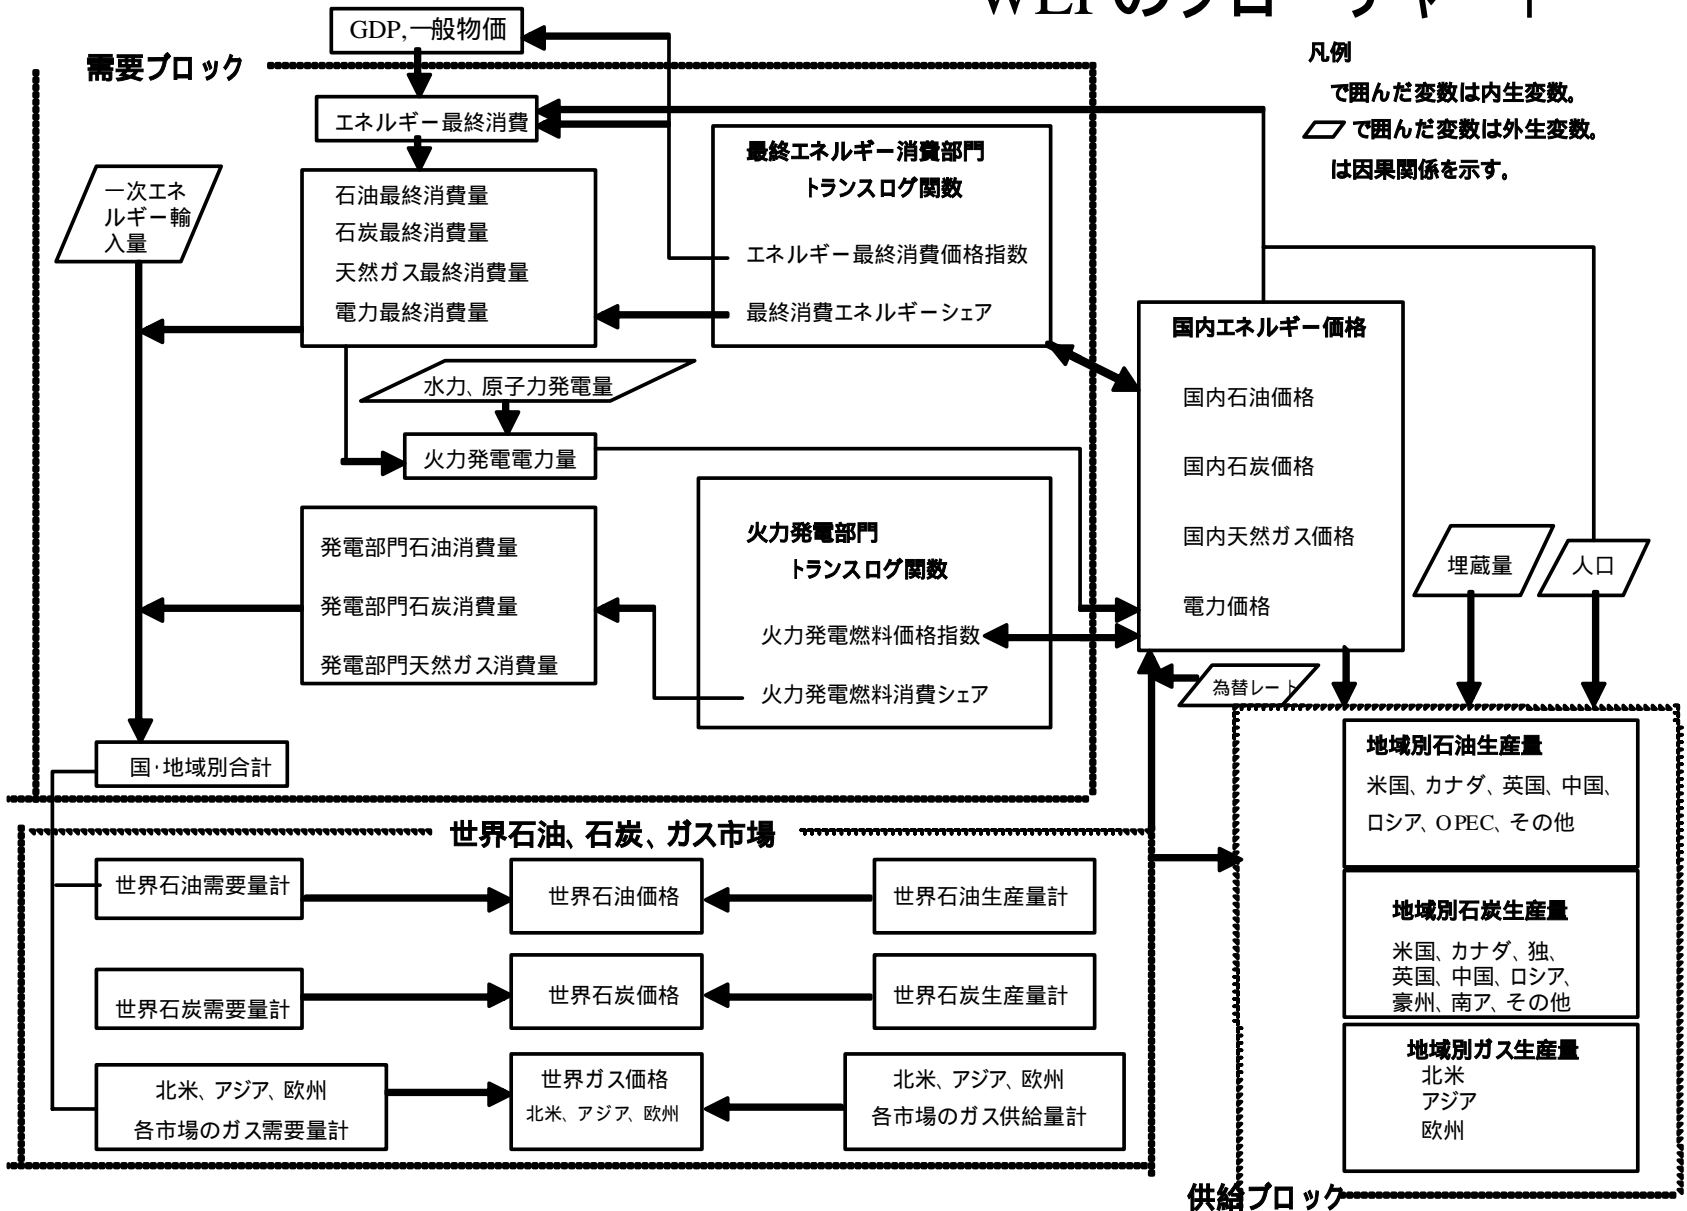 GDP,一般物価
需要ブロック
凡例
で囲んだ変数は内生変数。
で囲んだ変数は外生変数。
は因果関係を示す。
エネルギー最終消費
一次エネ
ルギー輸
入量
石油最終消費量
石炭最終消費量
天然ガス最終消費量
電力最終消費量
最終エネルギー消費部門
トランスログ関数
エネルギー最終消費価格指数
最終消費エネルギーシェア
国内エネルギー価格
国内石油価格
国内石炭価格
国内天然ガス価格
電力価格
水力、原子力発電量
火力発電電力量
発電部門石油消費量
発電部門石炭消費量
発電部門天然ガス消費量
火力発電部門
トランスログ関数
火力発電燃料価格指数
火力発電燃料消費シェア
埋蔵量
人口
為替レート
国・地域別合計
世界石油、石炭、ガス市場
世界石油需要量計
世界石油価格
世界石油生産量計
世界石炭需要量計
世界石炭価格
世界石炭生産量計
北米、アジア、欧州
各市場のガス需要量計
世界ガス価格
北米、アジア、欧州
北米、アジア、欧州
各市場のガス供給量計
地域別石油生産量
米国、カナダ、英国、中国、
ロシア、OPEC、その他
地域別石炭生産量
米国、カナダ、独、
英国、中国、ロシア、
豪州、南ア、その他
地域別ガス生産量
北米
アジア
欧州
供給ブロック